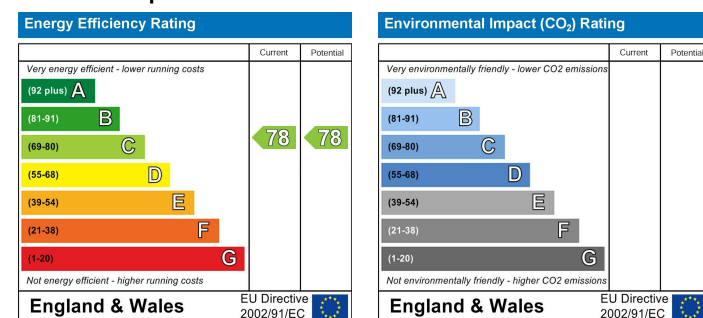 Energy Efficiency Rating
Current Potential
Very energy efficient - lower running costs
(92 plus) A
(81-91) B
(69-80) C 78 78
(55-68) D
(39-54) E
(21-38) F
(1-20) G
Not energy efficient - higher running costs
England & Wales
EU Directive
2002/91/EC
Environmental Impact (CO₂) Rating
Current Potential
Very environmentally friendly - lower CO2 emissions
(92 plus) A
(81-91) B
(69-80) C
(55-68) D
(39-54) E
(21-38) F
(1-20) G
Not environmentally friendly - higher CO2 emissions
England & Wales
EU Directive
2002/91/EC